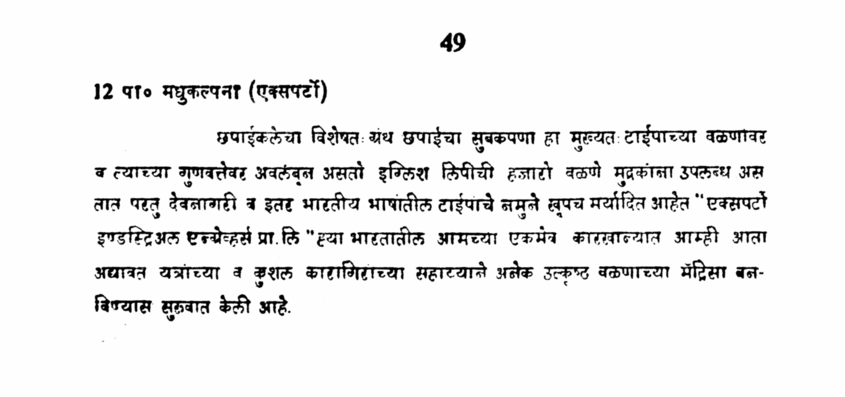 49
12 पा० मधुकल्पना (एक्सपर्टो)
छपाईकलेचा विशेषतः ग्रंथ छपाईचा सुबकपणा हा मुख्यतः टाईपाच्या वळणावर
व त्याच्या गुणवत्तेवर अवलंबून असतो इंग्लिश लिपीची हजारो वळणे मुद्रकांना उपलब्ध अस
तात परंतु देवनागरी व इतर भारतीय भाषांतील टाईपांचे नमुने खूपच मर्यादित आहेत "एक्सपर्टो
इण्डस्ट्रिअल एन्ग्रेव्हर्स प्रा. लि " ह्या भारतातील आमच्या एकमेव कारखान्यात आम्ही आता
अद्यावत यंत्रांच्या व कुशल कारागिरांच्या सहाय्याने अनेक उत्कृष्ठ वळणाच्या मॅट्रिसा बन-
विण्यास सुरुवात केली आहे.